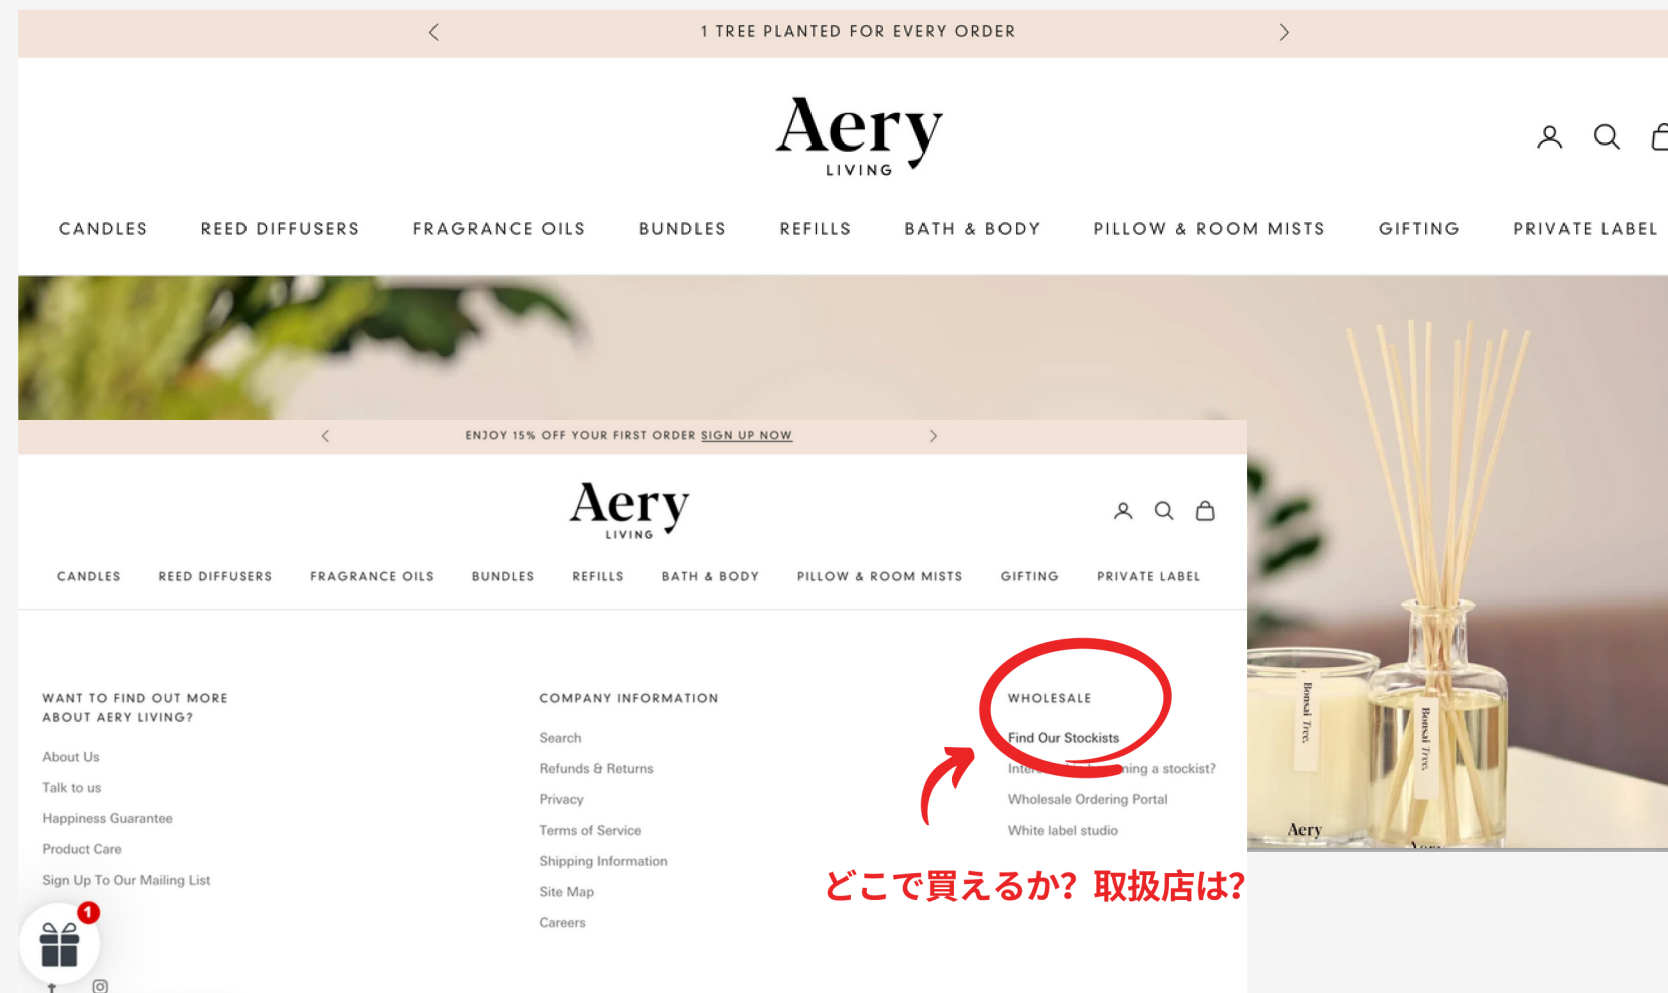 1 TREE PLANTED FOR EVERY ORDER
Aery
LIVING
CANDLES REED DIFFUSERS FRAGRANCE OILS BUNDLES REFILLS BATH & BODY PILLOW & ROOM MISTS GIFTING PRIVATE LABEL
ENJOY 15% OFF YOUR FIRST ORDER SIGN UP NOW
Aery
LIVING
CANDLES REED DIFFUSERS FRAGRANCE OILS BUNDLES REFILLS BATH & BODY PILLOW & ROOM MISTS GIFTING PRIVATE LABEL
WANT TO FIND OUT MORE
ABOUT AERY LIVING?
About Us
Talk to us
Happiness Guarantee
Product Care
Sign Up To Our Mailing List
1
COMPANY INFORMATION
Search
Refunds & Returns
Privacy
Terms of Service
Shipping Information
Site Map
Careers
WHOLESALE
Find Our Stockists
a stockist?
Wholesale Ordering Portal
White label studio
どこで買えるか? 取扱店は?
Bonsai Tree.
Aery
Bonsai Tree.